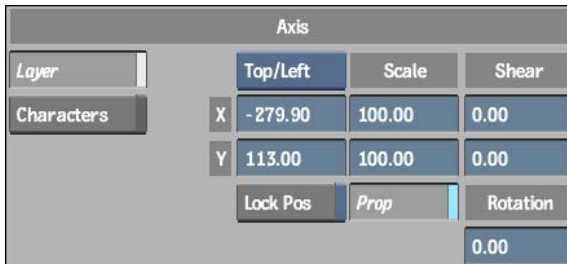 Axis
Layer Top/Left Scale Shear
Characters X -279.90 100.00 0.00
Y 113.00 100.00 0.00
Lock Pos Prop Rotation
0.00